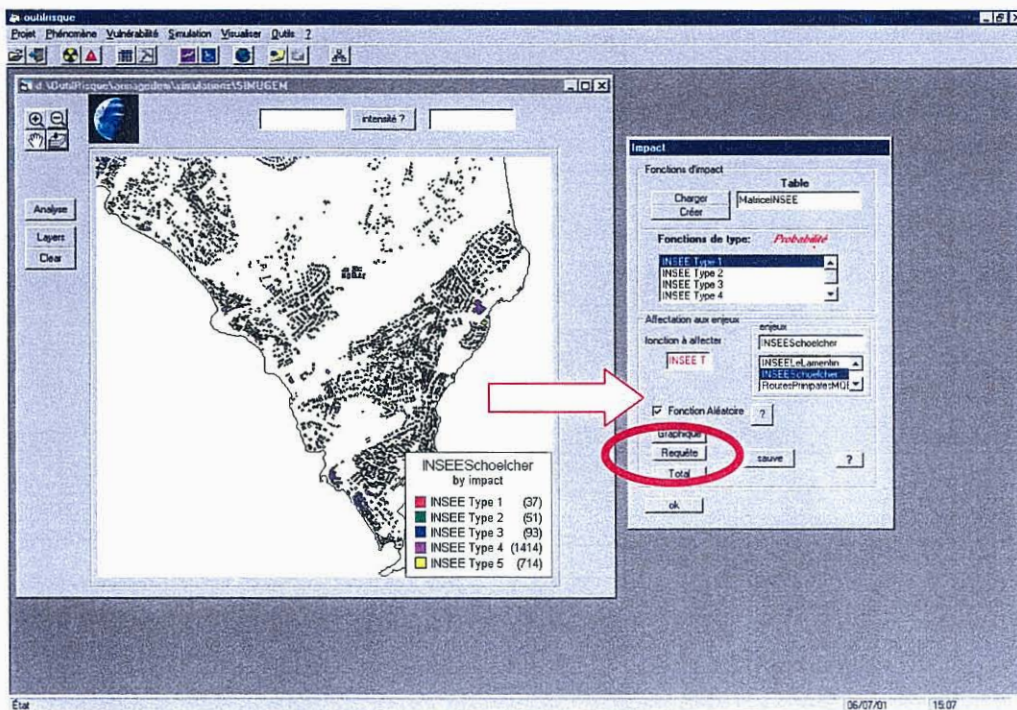 outilrisque
Projet Phénomène Vulnérabilité Simulation Visualiser Outils ?
intensité ?
Analyse
Layers
Clear
INSEESchoelcher
by impact
INSEE Type 1 (37)
INSEE Type 2 (51)
INSEE Type 3 (93)
INSEE Type 4 (1414)
INSEE Type 5 (714)
Impact
Fonctions d'impact
Table
Charger
Créer
MatriceINSEE
Fonctions de type: Probabilité
INSEE Type 1
INSEE Type 2
INSEE Type 3
INSEE Type 4
Affectation aux enjeux
enjeux
fonction à affecter
INSEESchoelcher
INSEE T
INSEELeLamentin
INSEESchoelcher
RoutesPrincipalesMQ
Fonction Aléatoire ?
Graphique
Requête
sauve ?
Total
ok
État 06/07/01 15:07